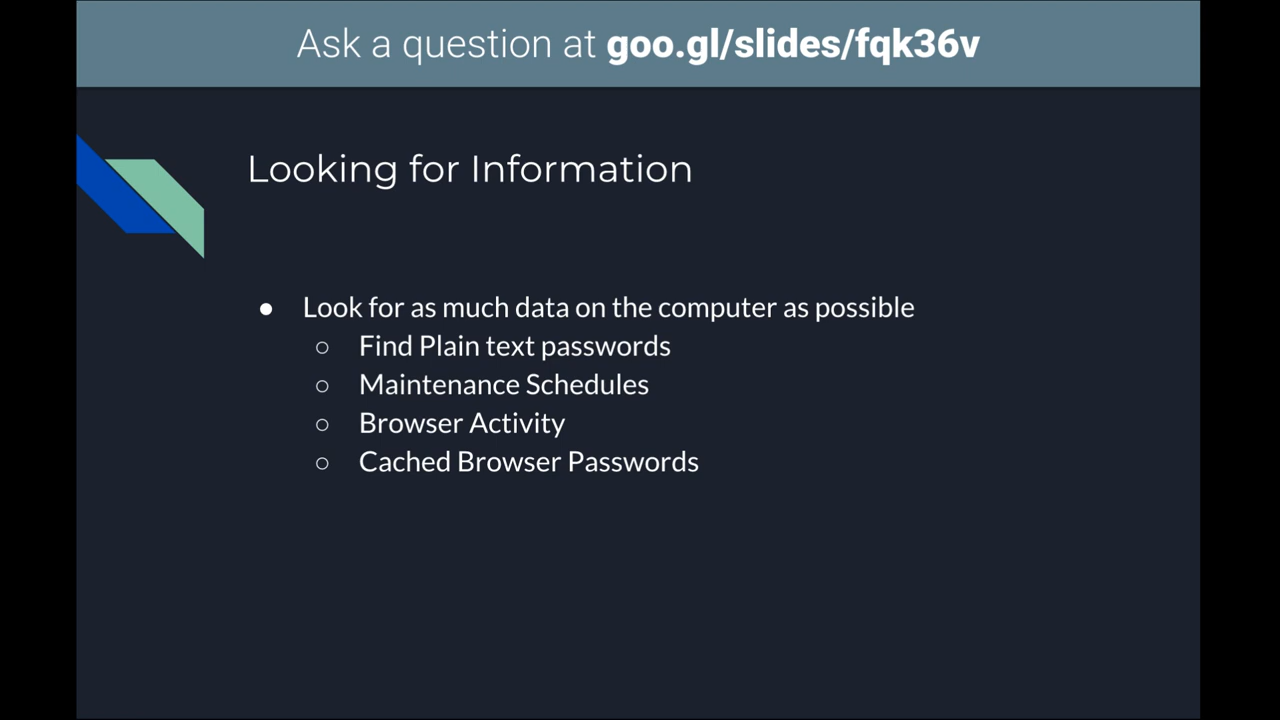 Ask a question at goo.gl/slides/fqk36v
Looking for Information
● Look for as much data on the computer as possible
○ Find Plain text passwords
○ Maintenance Schedules
○ Browser Activity
○ Cached Browser Passwords